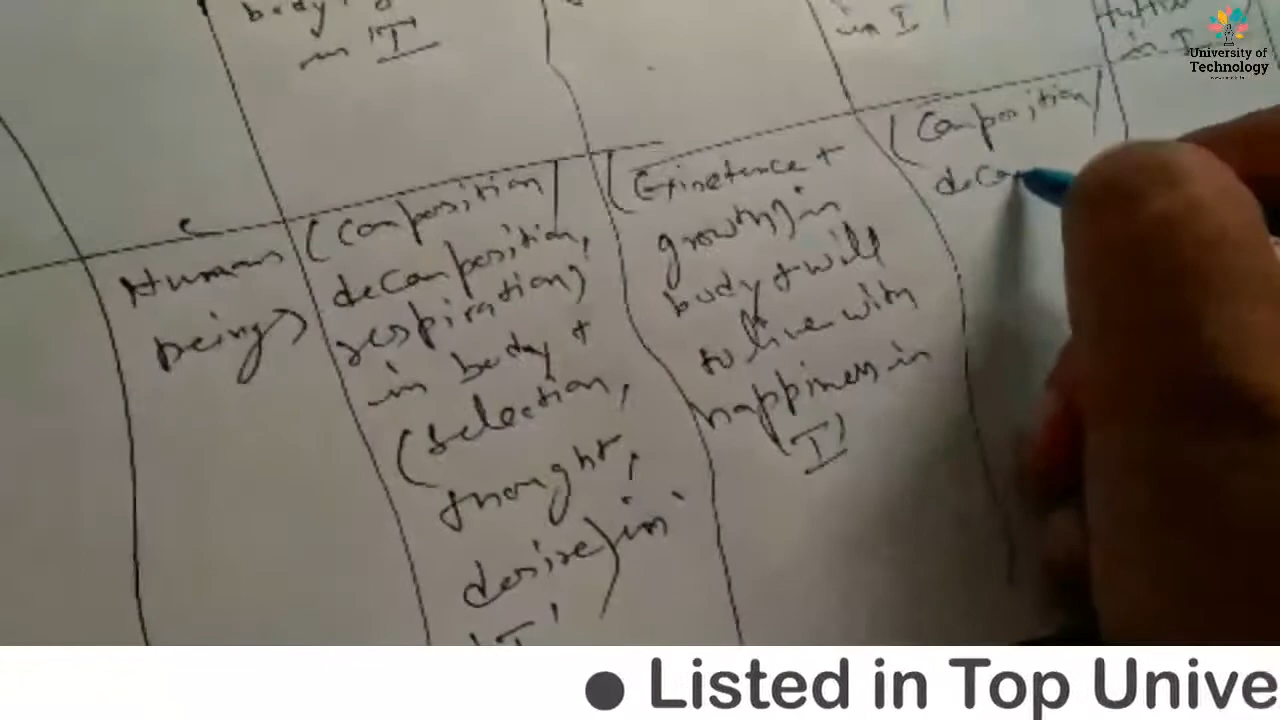 body
in 'I'
in I
in I
University of
Technology
Human
beings
(Composition/
decomposition,
respiration)
in body +
(selection,
thought,
desire) in
'I'
(Existence +
growth) in
body + will
to live with
happiness in
'I'
(Composition/
deco
● Listed in Top Unive